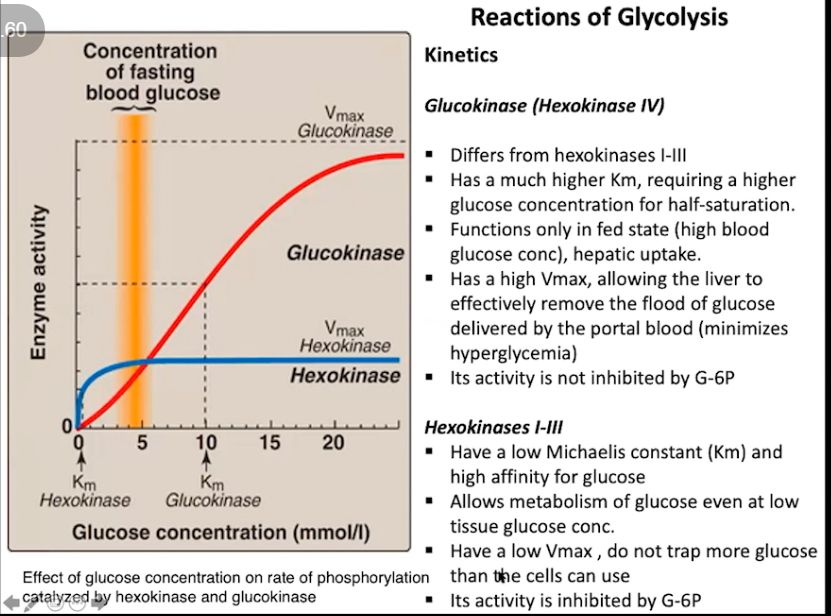 .60
Reactions of Glycolysis
Concentration
of fasting
blood glucose
Vmax
Glucokinase
Enzyme activity
Glucokinase
Vmax
Hexokinase
Hexokinase
0
0 5 10 15 20
Km
Hexokinase
Km
Glucokinase
Glucose concentration (mmol/l)
Effect of glucose concentration on rate of phosphorylation
catalyzed by hexokinase and glucokinase
Kinetics
Glucokinase (Hexokinase IV)
▪ Differs from hexokinases I-III
▪ Has a much higher Km, requiring a higher
glucose concentration for half-saturation.
▪ Functions only in fed state (high blood
glucose conc), hepatic uptake.
▪ Has a high Vmax, allowing the liver to
effectively remove the flood of glucose
delivered by the portal blood (minimizes
hyperglycemia)
▪ Its activity is not inhibited by G-6P
Hexokinases I-III
▪ Have a low Michaelis constant (Km) and
high affinity for glucose
▪ Allows metabolism of glucose even at low
tissue glucose conc.
▪ Have a low Vmax , do not trap more glucose
than the cells can use
▪ Its activity is inhibited by G-6P